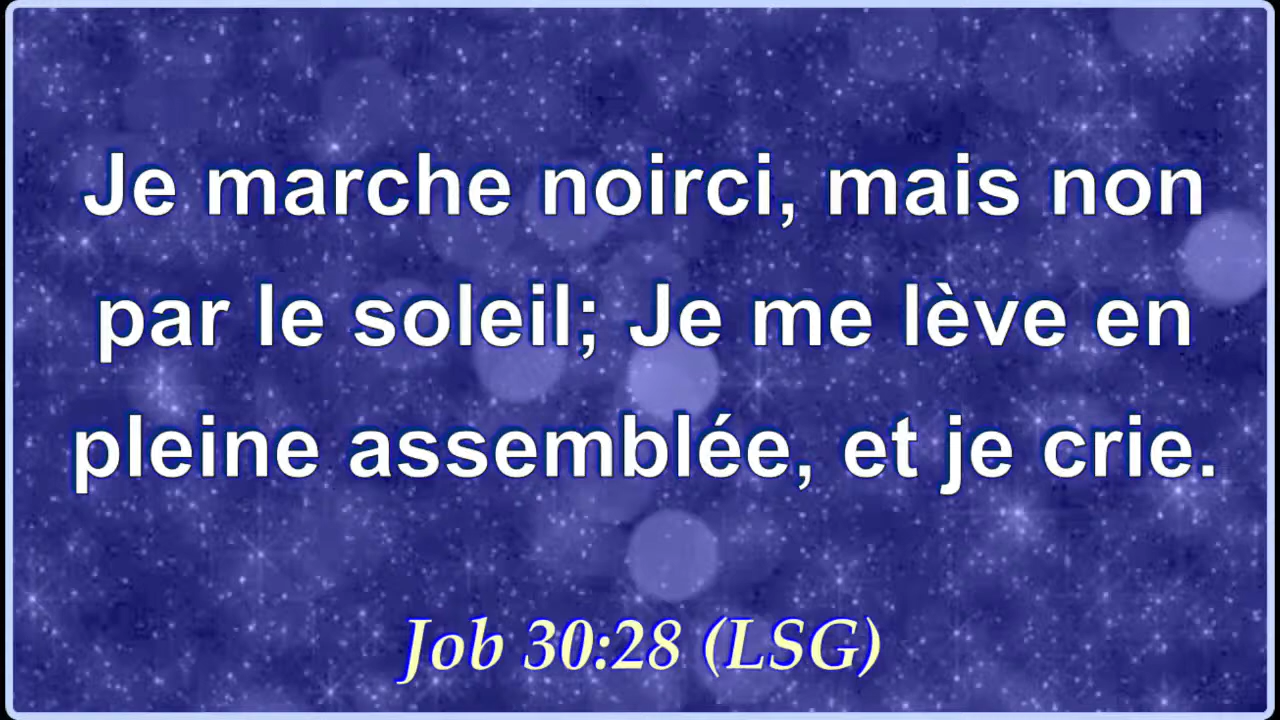 Je marche noirci, mais non
par le soleil; Je me lève en
pleine assemblée, et je crie.
Job 30:28 (LSG)